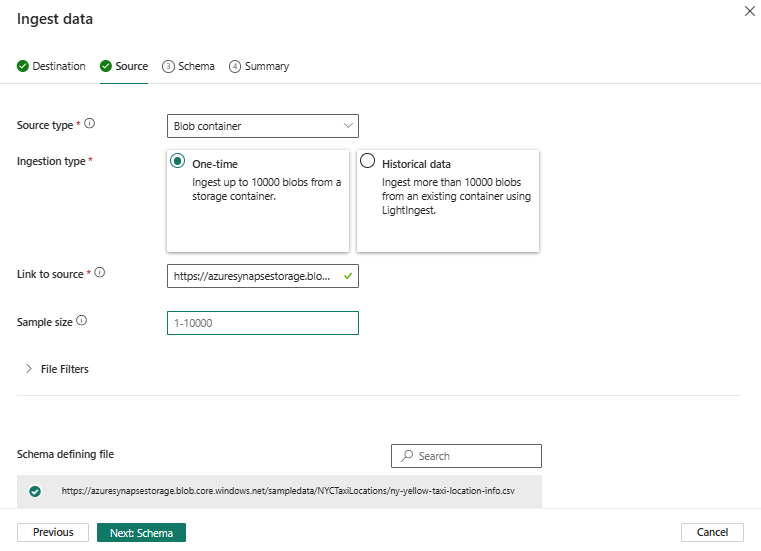 Ingest data
Destination
Source
3 Schema
4 Summary
Source type *
Blob container
Ingestion type *
One-time
Ingest up to 10000 blobs from a
storage container.
Historical data
Ingest more than 10000 blobs
from an existing container using
LightIngest.
Link to source *
https://azuresynapsestorage.blo...
Sample size
1-10000
File Filters
Schema defining file
Search
https://azuresynapsestorage.blob.core.windows.net/sampledata/NYCTaxiLocations/ny-yellow-taxi-location-info.csv
Previous
Next: Schema
Cancel